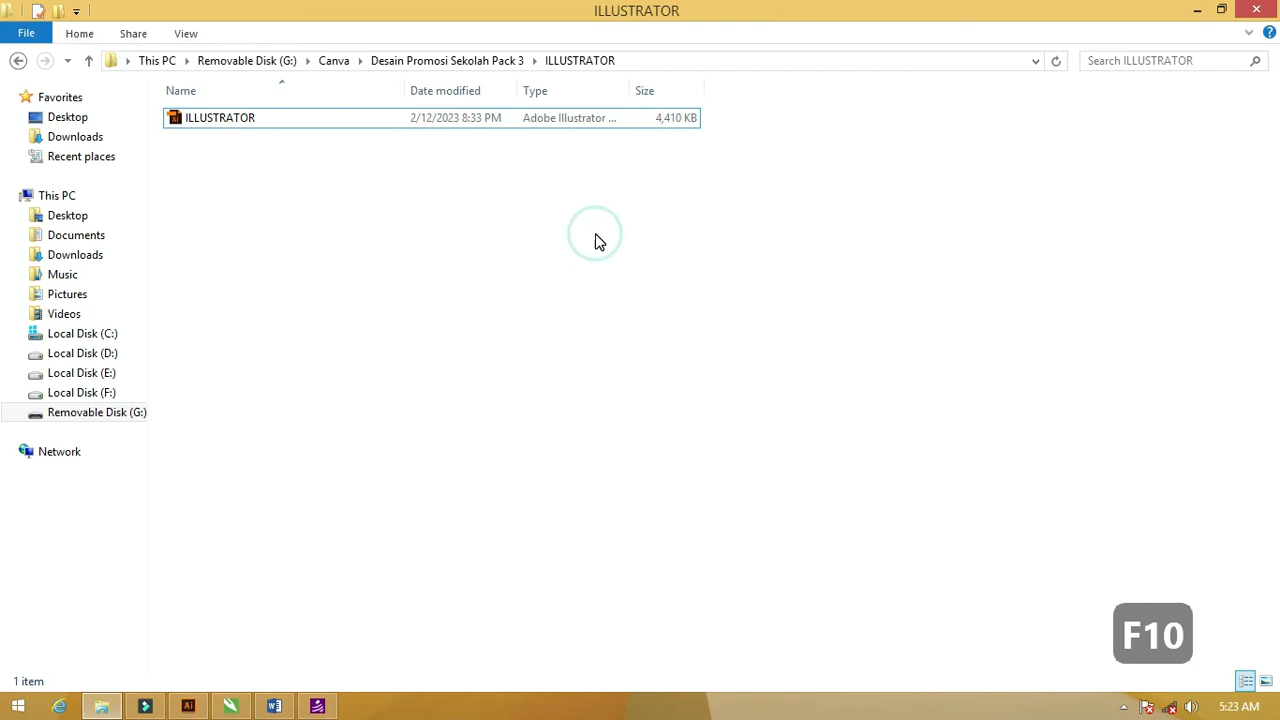 ILLUSTRATOR
File Home Share View
This PC Removable Disk (G:) Canva Desain Promosi Sekolah Pack 3 ILLUSTRATOR
Search ILLUSTRATOR
Name Date modified Type Size
ILLUSTRATOR 2/12/2023 8:33 PM Adobe Illustrator ... 4,410 KB
Favorites
Desktop
Downloads
Recent places
This PC
Desktop
Documents
Downloads
Music
Pictures
Videos
Local Disk (C:)
Local Disk (D:)
Local Disk (E:)
Local Disk (F:)
Removable Disk (G:)
Network
F10
1 item
5:23 AM